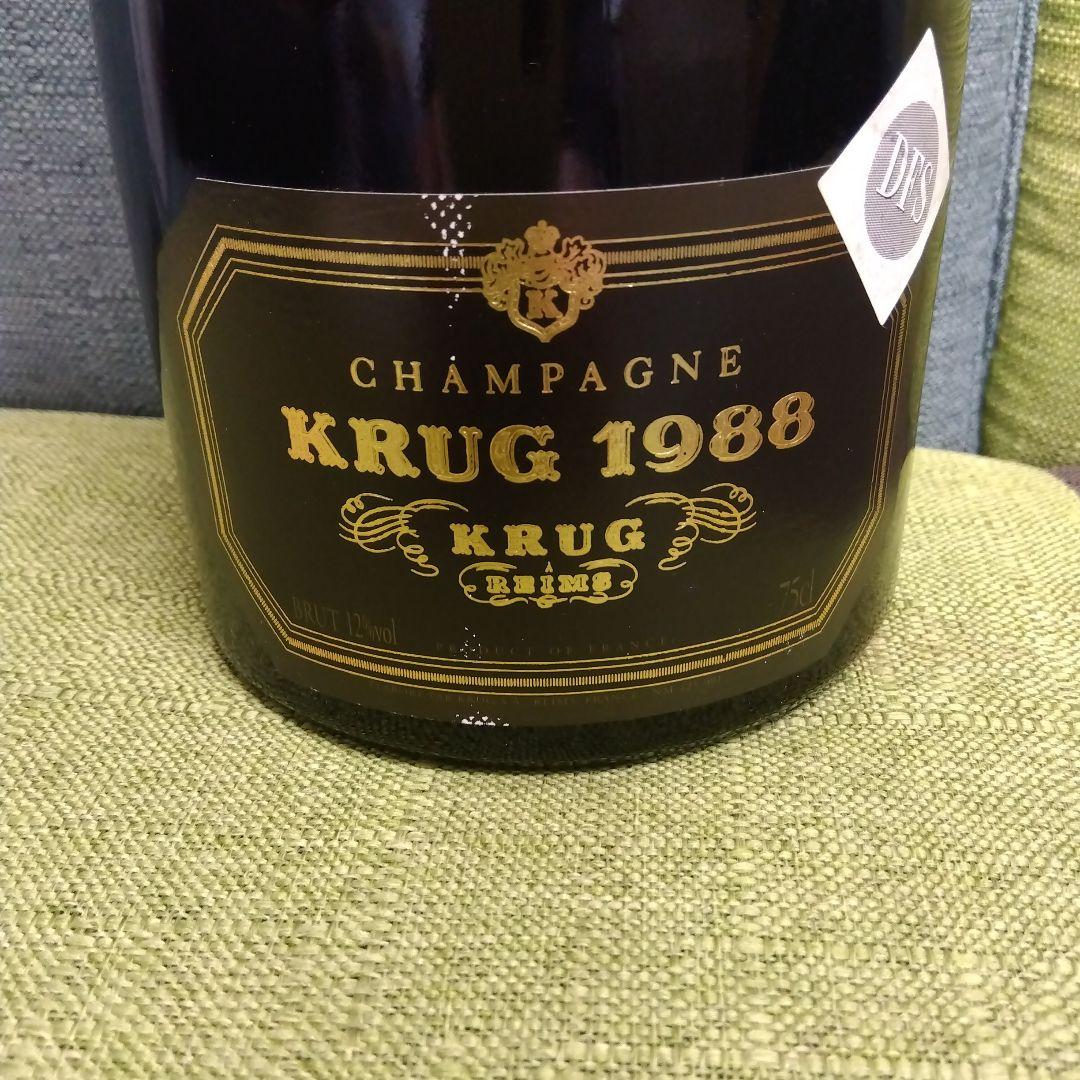 DFS
K
CHAMPAGNE
KRUG 1988
KRUG
A
REIMS
BRUT 12%vol
75cl
PRODUCT OF FRANCE